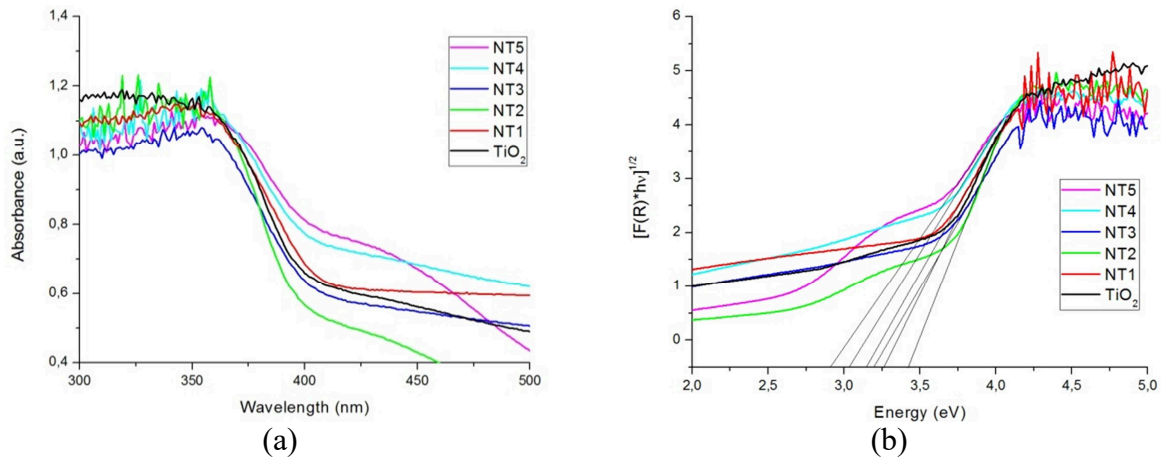 1,4
1,2
1,0
0,8
0,6
0,4
300 350 400 450 500
Absorbance (a.u.)
Wavelength (nm)
NT5
NT4
NT3
NT2
NT1
TiO₂
(a)
6
5
4
3
2
1
0
2,0 2,5 3,0 3,5 4,0 4,5 5,0
[F(R)*hν]^1/2
Energy (eV)
NT5
NT4
NT3
NT2
NT1
TiO₂
(b)